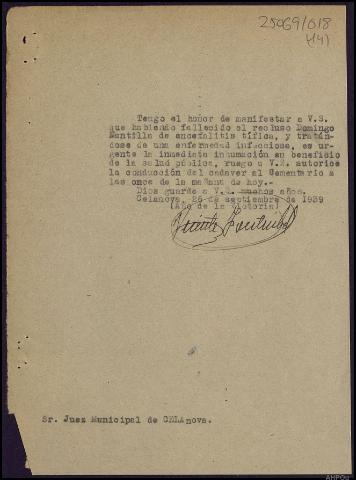 25969/018
(14)
Tengo el honor de manifestar a V.S.
que habiendo fallecido el recluso Domingo
Mantilla de encefalitis tífica, y tratán-
dose de una enfermedad infecciosa, es ur-
gente la inmediata inhumación en beneficio
de la salud pública, ruego a V.S. autorice
la conducción del cadaver al Cementerio a
las once de la mañana de hoy.-
Dios guarde a V.S. muchos años.
Celanova, 26 de septiembre de 1939
(Año de la Victoria)
Vicente
Sr. Juez Municipal de CELAnova.
AHPOu